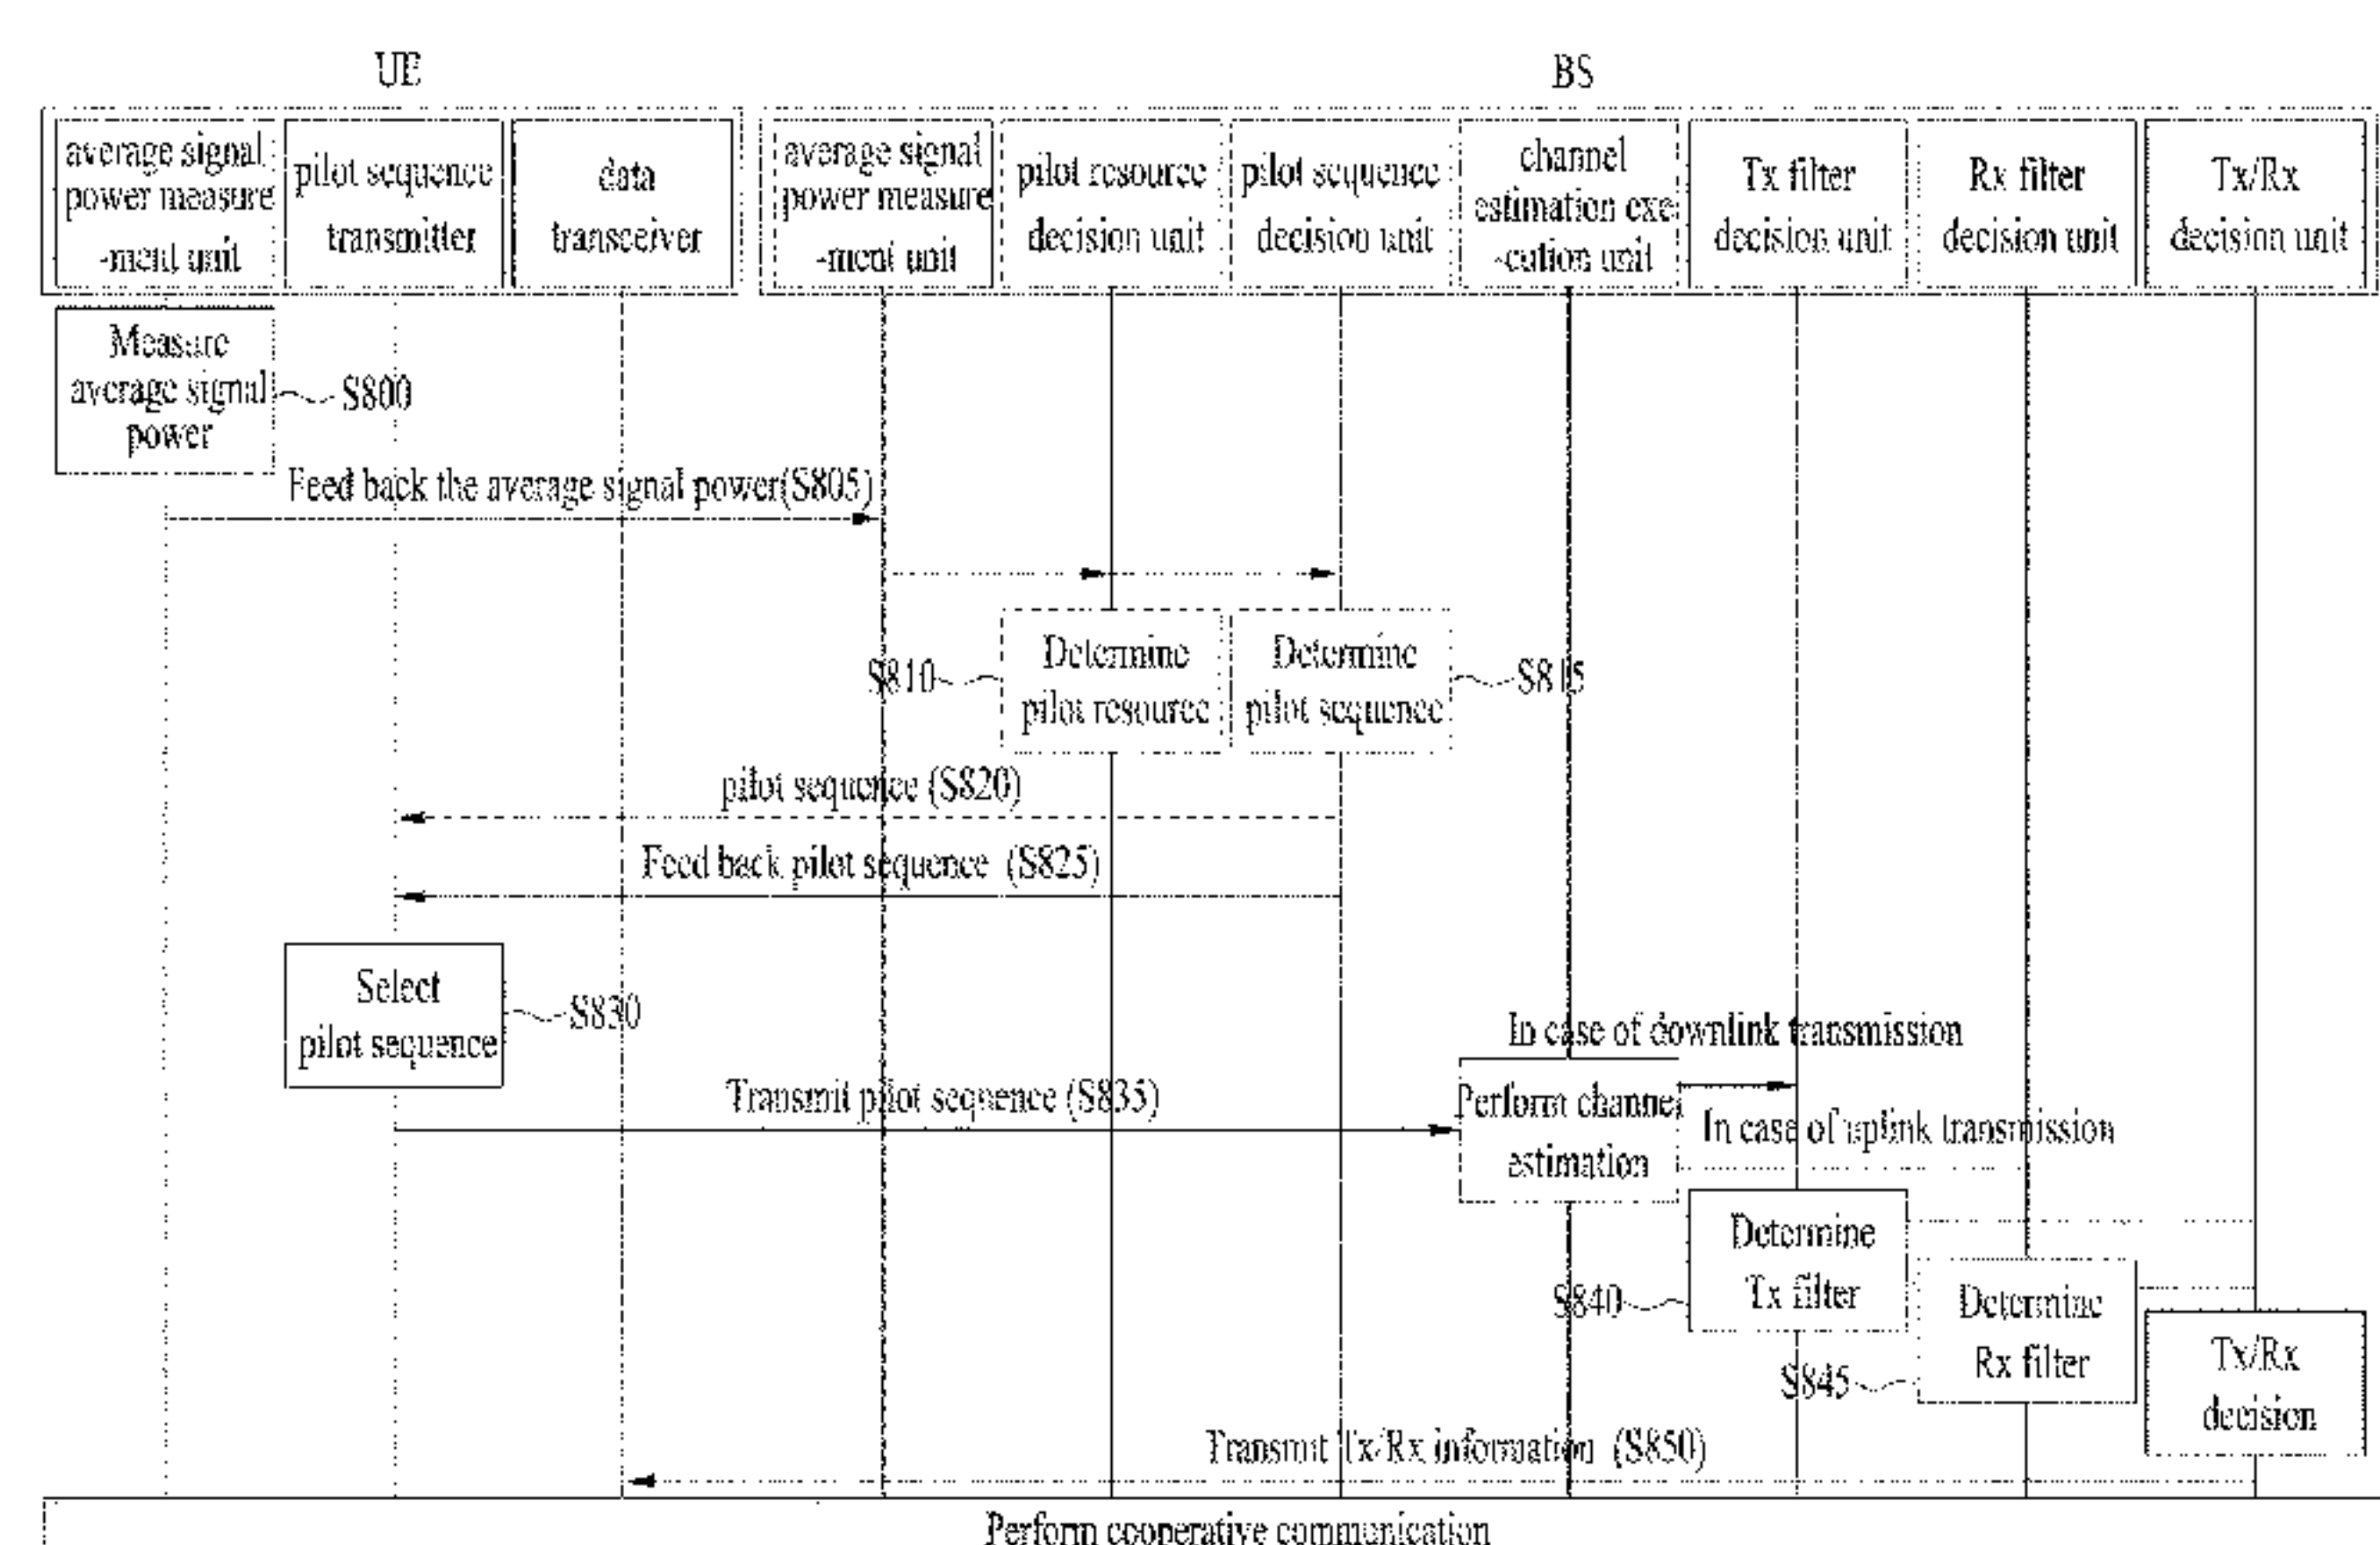 UE
BS
average signal
power measure
-ment unit
pilot sequence
transmitter
data
transceiver
average signal
power measure
-ment unit
pilot resource
decision unit
pilot sequence
decision unit
channel
estimation exe
-cution unit
Tx filter
decision unit
Rx filter
decision unit
Tx/Rx
decision unit
Measure
average signal
power
S800
Feed back the average signal power(S805)
S810
Determine
pilot resource
Determine
pilot sequence
S815
pilot sequence (S820)
Feed back pilot sequence (S825)
Select
pilot sequence
S830
In case of downlink transmission
Transmit pilot sequence (S835)
Perform channel
estimation
In case of uplink transmission
Determine
Tx filter
S840
Determine
Rx filter
S845
Tx/Rx
decision
Transmit Tx/Rx information (S850)
Perform cooperative communication